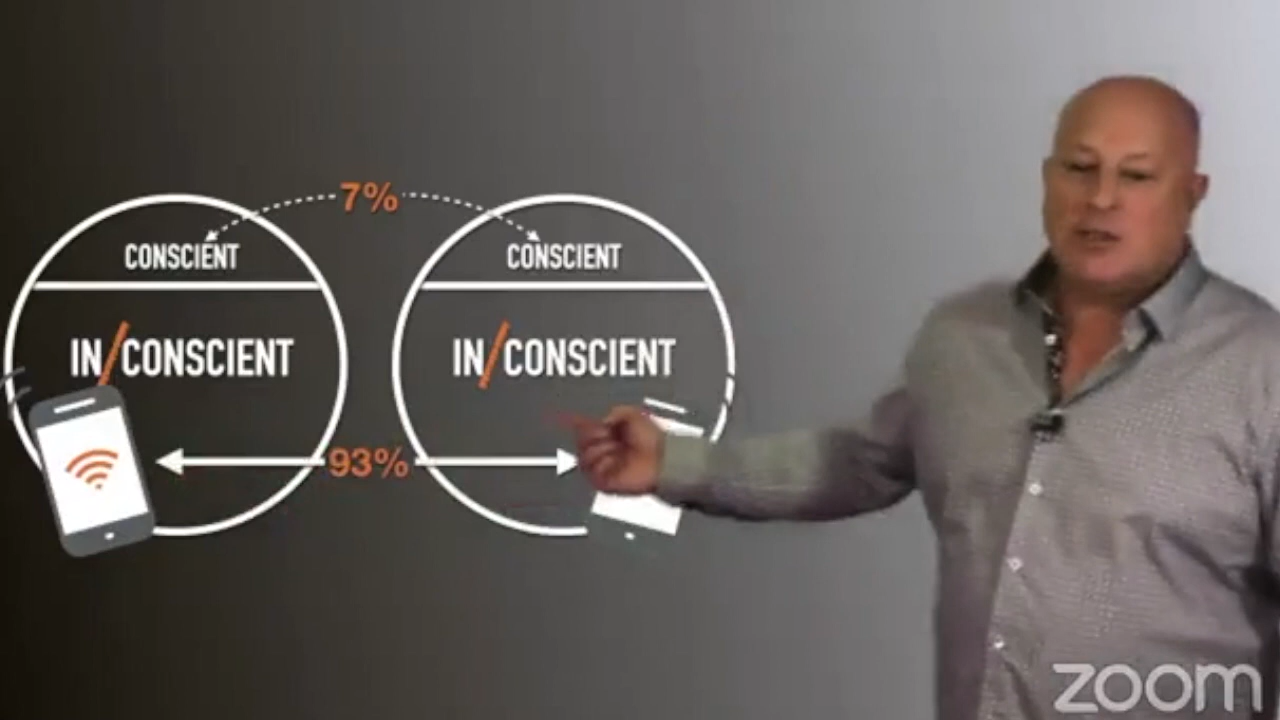 7%
CONSCIENT
CONSCIENT
IN/CONSCIENT
IN/CONSCIENT
93%
zoom